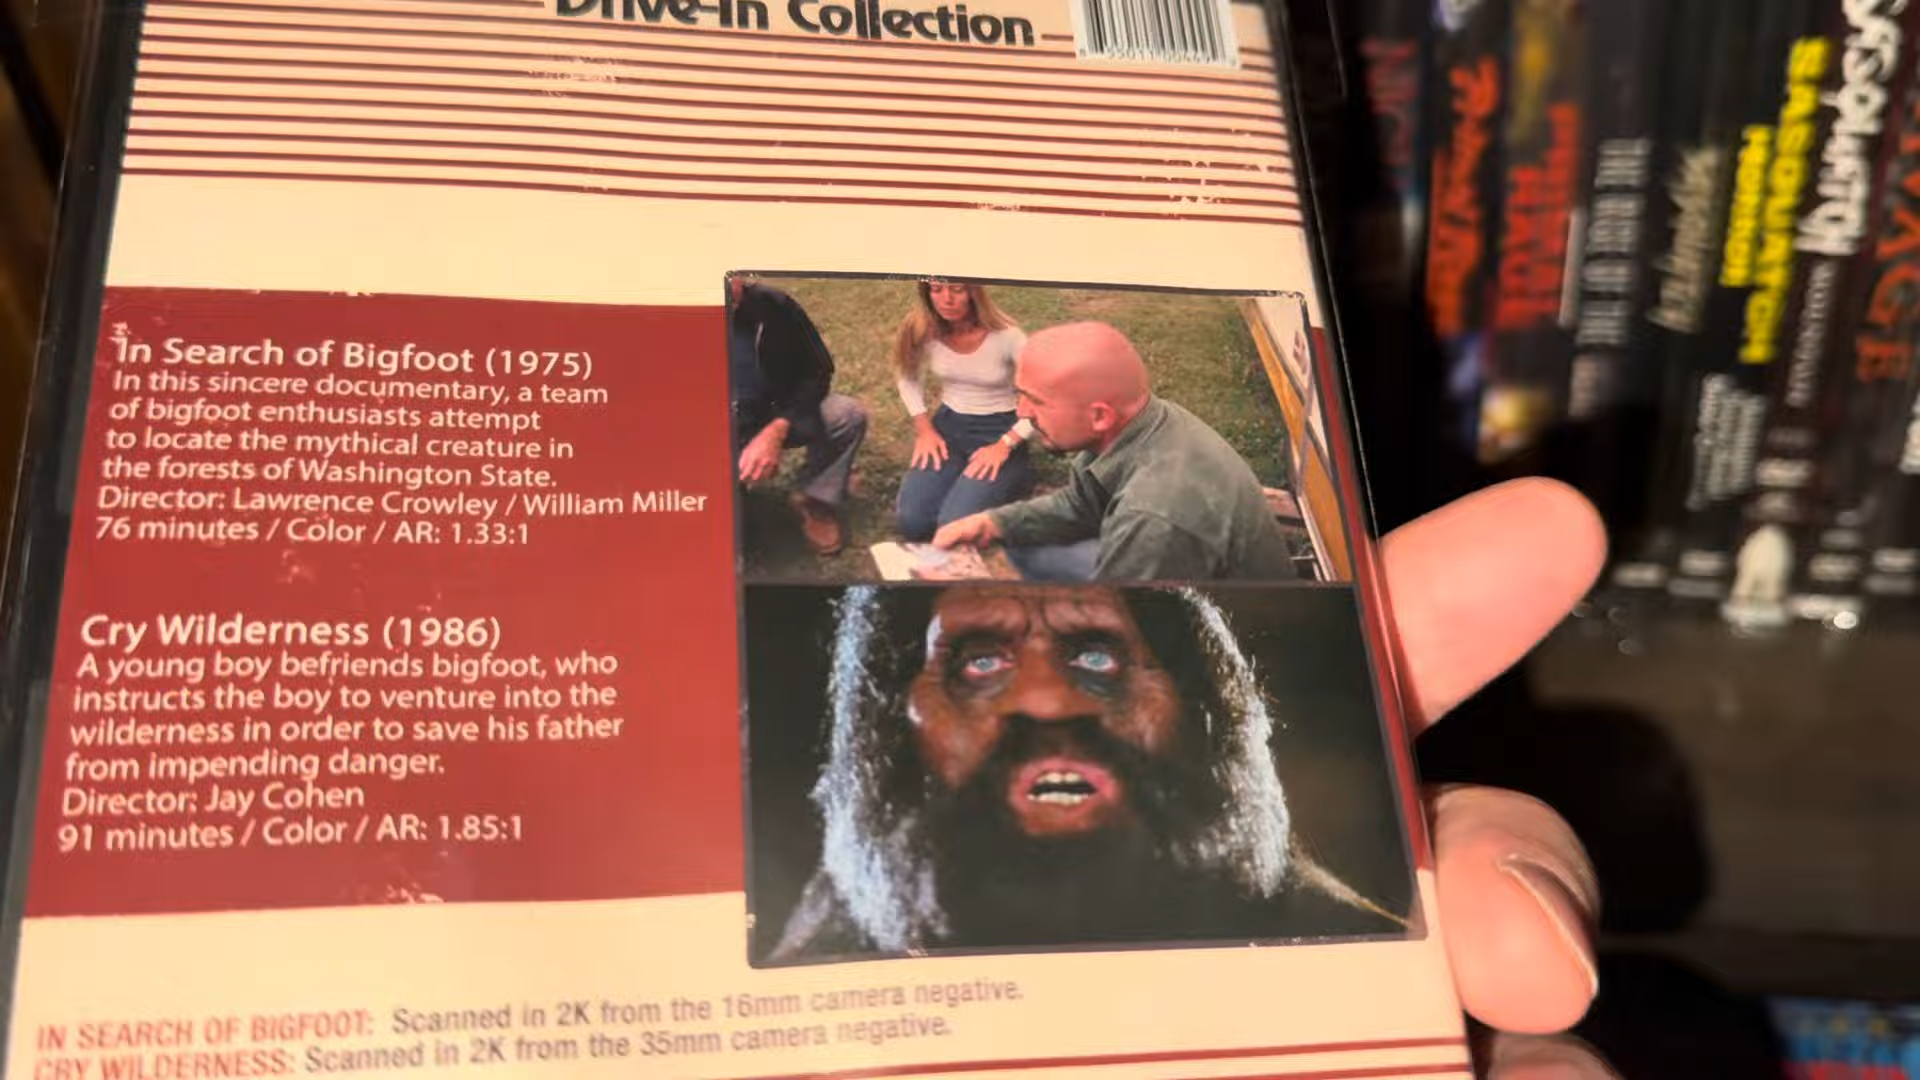 Drive-In Collection
In Search of Bigfoot (1975)
In this sincere documentary, a team
of bigfoot enthusiasts attempt
to locate the mythical creature in
the forests of Washington State.
Director: Lawrence Crowley / William Miller
76 minutes / Color / AR: 1.33:1
Cry Wilderness (1986)
A young boy befriends bigfoot, who
instructs the boy to venture into the
wilderness in order to save his father
from impending danger.
Director: Jay Cohen
91 minutes / Color / AR: 1.85:1
IN SEARCH OF BIGFOOT: Scanned in 2K from the 16mm camera negative.
CRY WILDERNESS: Scanned in 2K from the 35mm camera negative.